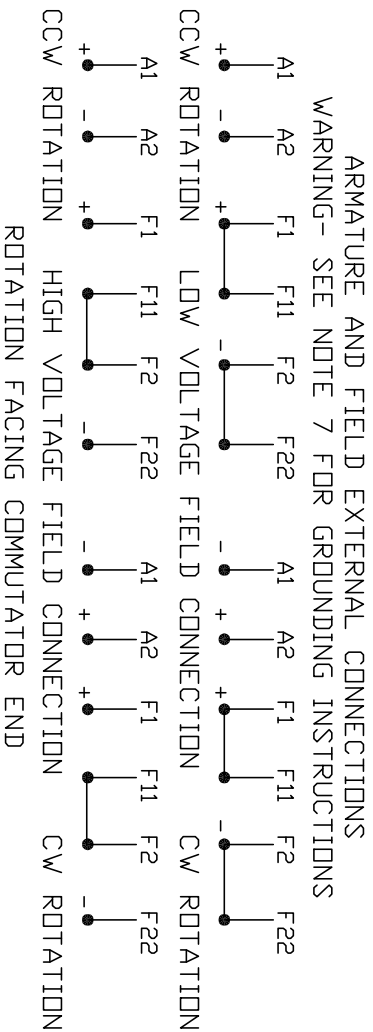 ARMATURE AND FIELD EXTERNAL CONNECTIONS
WARNING- SEE NOTE 7 FOR GROUNDING INSTRUCTIONS
A1 A2 F1 F11 F2 F22 A1 A2 F1 F11 F2 F22
+ - + - - + + -
CCW ROTATION LOW VOLTAGE FIELD CONNECTION CW ROTATION
A1 A2 F1 F11 F2 F22 A1 A2 F1 F11 F2 F22
+ - + - - + + -
CCW ROTATION HIGH VOLTAGE FIELD CONNECTION CW ROTATION
ROTATION FACING COMMUTATOR END